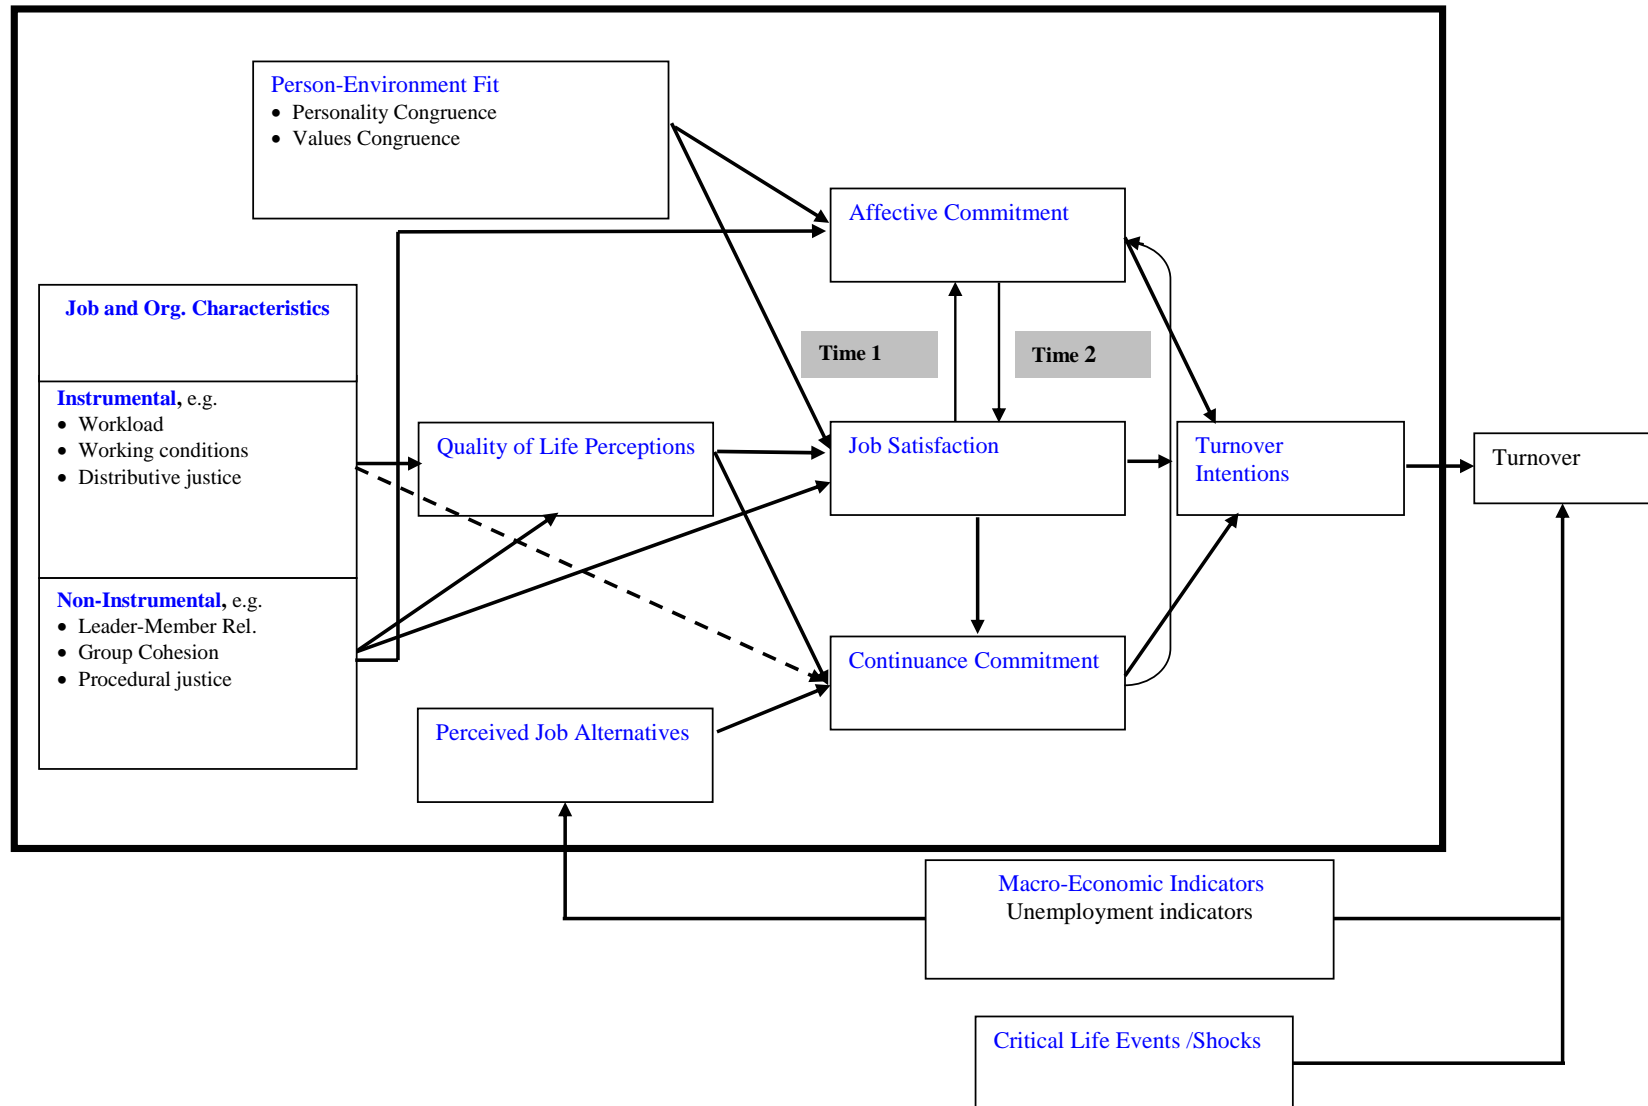 Person-Environment Fit
• Personality Congruence
• Values Congruence
Affective Commitment
Job and Org. Characteristics
Time 1
Time 2
Instrumental, e.g.
• Workload
• Working conditions
• Distributive justice
Quality of Life Perceptions
Job Satisfaction
Turnover
Intentions
Turnover
Non-Instrumental, e.g.
• Leader-Member Rel.
• Group Cohesion
• Procedural justice
Continuance Commitment
Perceived Job Alternatives
Macro-Economic Indicators
Unemployment indicators
Critical Life Events /Shocks